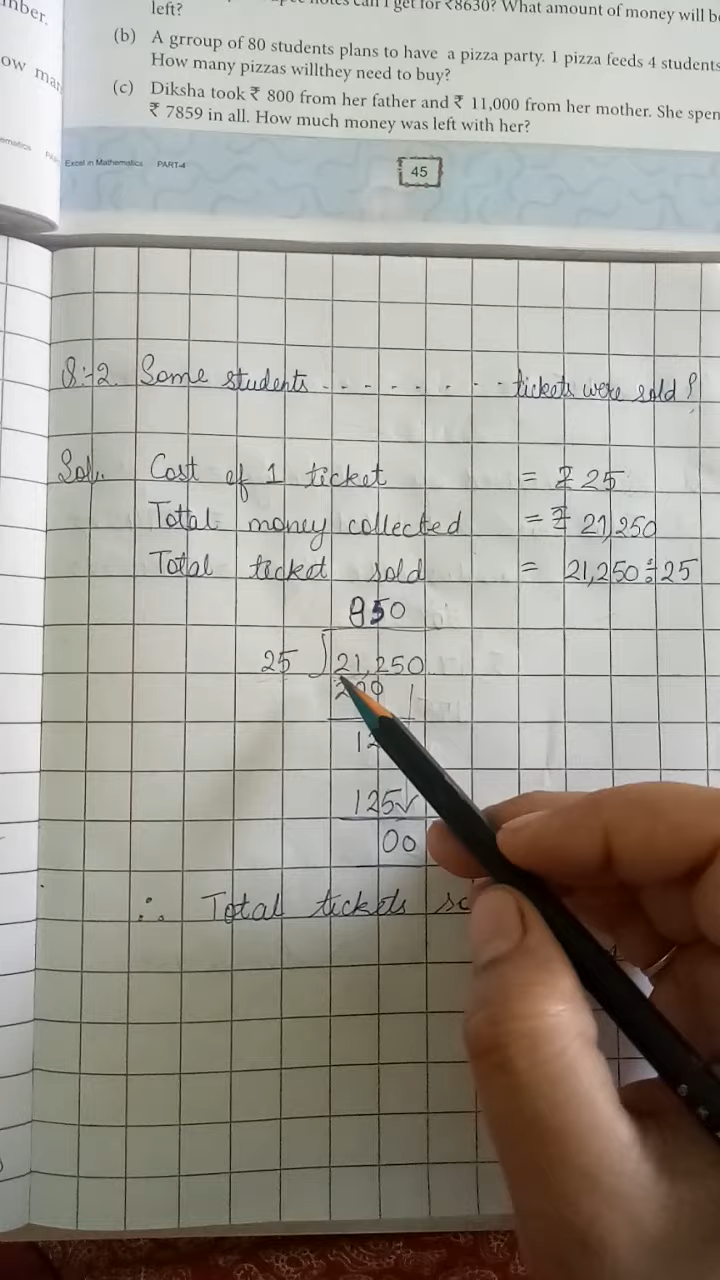 left?
(b) A grroup of 80 students plans to have a pizza party. 1 pizza feeds 4 students
How many pizzas willthey need to buy?
(c) Diksha took ₹ 800 from her father and ₹ 11,000 from her mother. She spen
₹ 7859 in all. How much money was left with her?
Excel in Mathematics PART-4
45
Q:-2. Some students - - - - - - - tickets were sold?
Sol. Cost of 1 ticket = ₹ 25
Total money collected = ₹ 21,250
Total ticket sold = 21,250 ÷ 25
850
25 21,250
200
12
125✓
00
∴ Total tickets